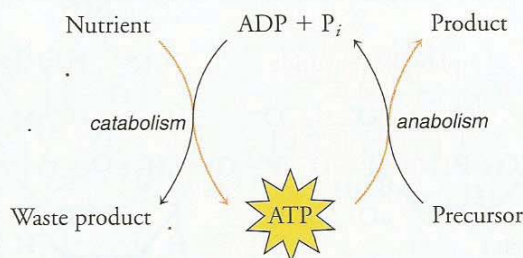 Nutrient ADP + Pi Product
catabolism anabolism
Waste product ATP Precursor